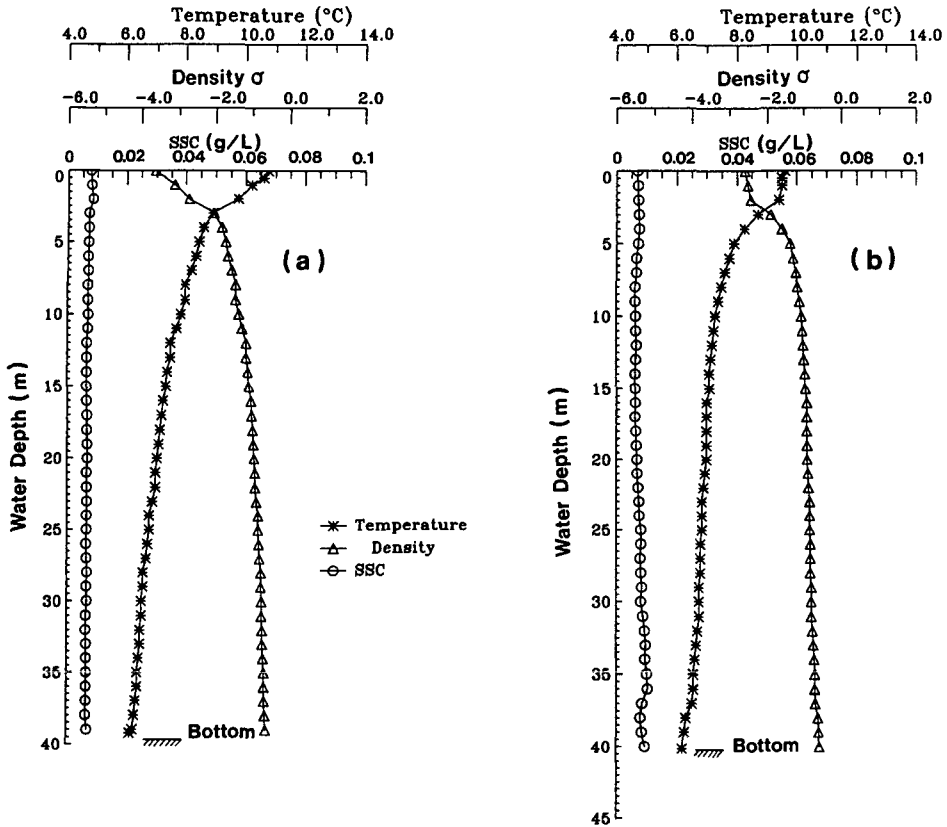 Temperature (°C)
4.0 6.0 8.0 10.0 12.0 14.0
Density σ
-6.0 -4.0 -2.0 0.0 2.0
SSC (g/L)
0 0.02 0.04 0.06 0.08 0.1
0
5
10
15
20
25
30
35
40
Water Depth (m)
(a)
Temperature
Density
SSC
Bottom
Temperature (°C)
4.0 6.0 8.0 10.0 12.0 14.0
Density σ
-6.0 -4.0 -2.0 0.0 2.0
SSC (g/L)
0 0.02 0.04 0.06 0.08 0.1
0
5
10
15
20
25
30
35
40
45
Water Depth (m)
(b)
Bottom